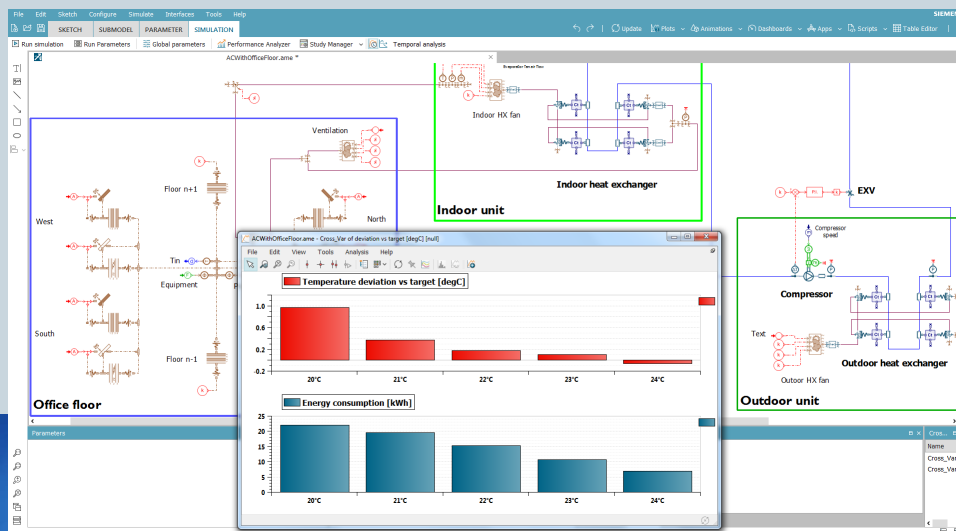 File Edit Sketch Configure Simulate Interfaces Tools Help
SIEMEN
SKETCH SUBMODEL PARAMETER SIMULATION
Update Plots Animations Dashboards Apps Scripts Table Editor
Run simulation Run Parameters Global parameters Performance Analyzer Study Manager Temporal analysis
ACWithOfficeFloor.ame *
Indoor HX fan
Ventilation
Indoor heat exchanger
Floor n+1
EXV
Indoor unit
West
North
Compressor
speed
Tin
Equipment
Compressor
South
Text
Floor n-1
Outdoor heat exchanger
Outoor HX fan
Office floor
Outdoor unit
Parameters
Cross...
Name
Cross_Var
Cross_Var
ACWithOfficeFloor.ame - Cross_Var of deviation vs target [degC] [null]
File Edit View Tools Analysis Help
Temperature deviation vs target [degC]
1.0
0.6
0.2
-0.2
20°C 21°C 22°C 23°C 24°C
Energy consumption [kWh]
25
20
15
10
5
0
20°C 21°C 22°C 23°C 24°C